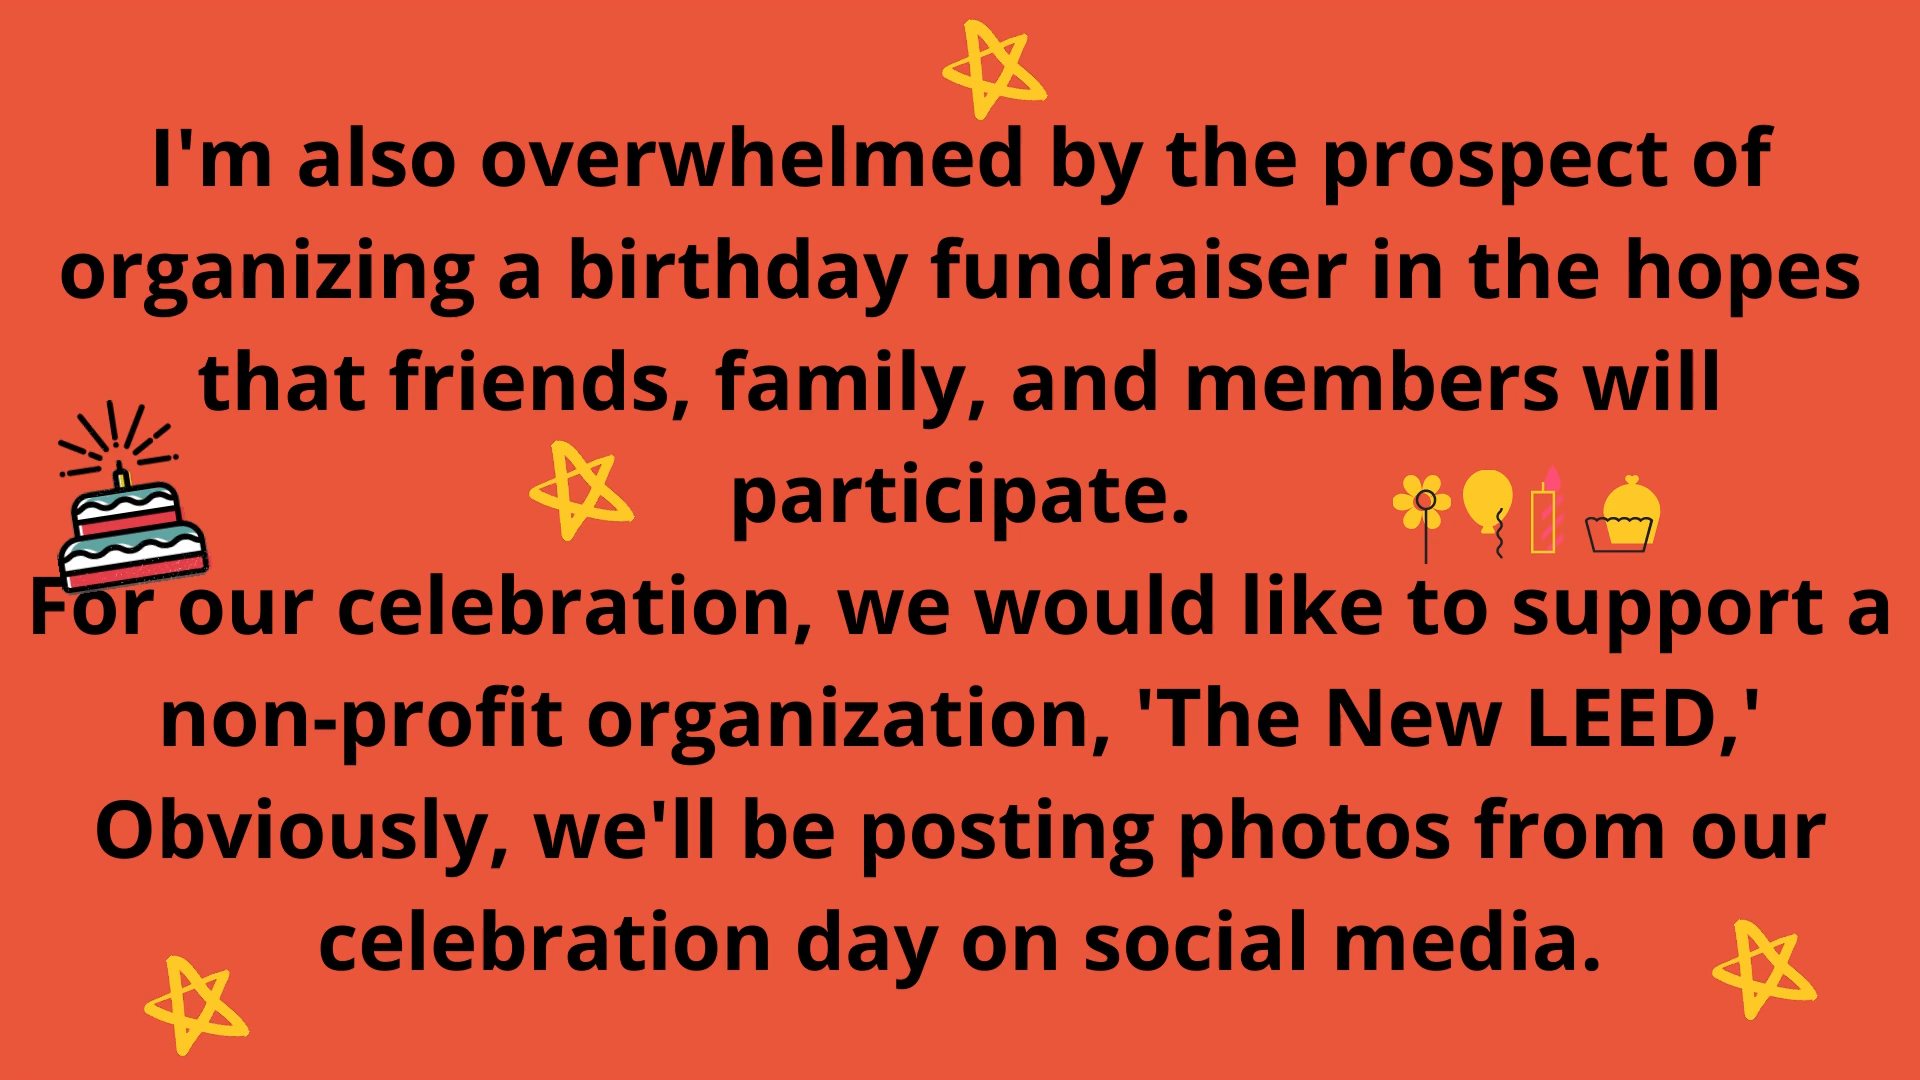 I'm also overwhelmed by the prospect of
organizing a birthday fundraiser in the hopes
that friends, family, and members will
participate.
For our celebration, we would like to support a
non-profit organization, 'The New LEED,'
Obviously, we'll be posting photos from our
celebration day on social media.